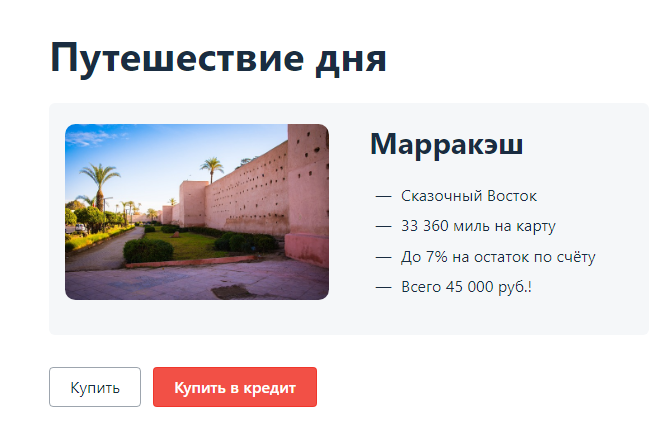 Путешествие дня
Марракэш
— Сказочный Восток
— 33 360 миль на карту
— До 7% на остаток по счёту
— Всего 45 000 руб.!
Купить
Купить в кредит